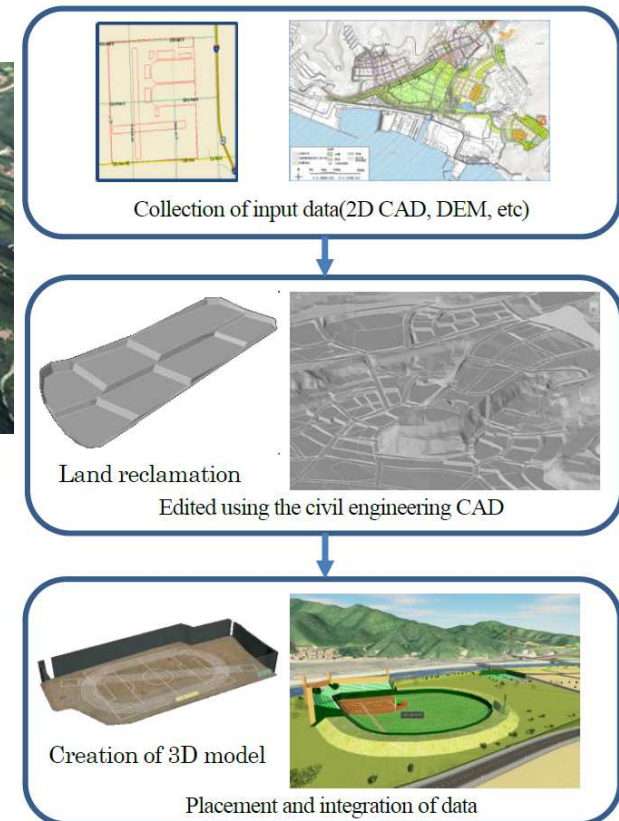 Collection of input data(2D CAD, DEM, etc)
Land reclamation
Edited using the civil engineering CAD
Creation of 3D model
Placement and integration of data